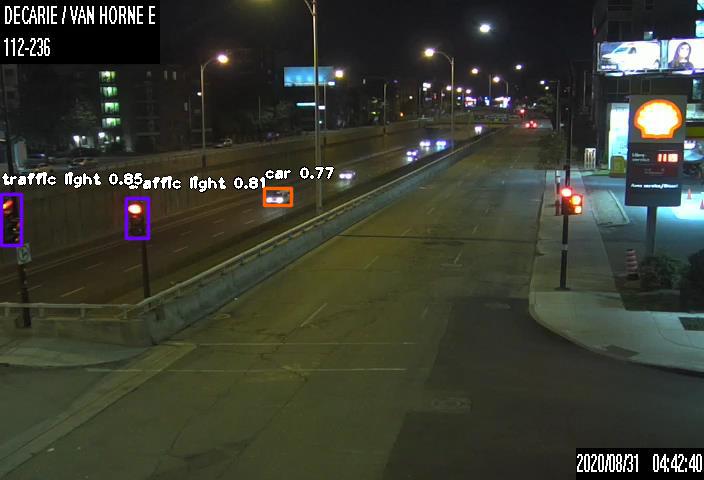 DECARIE / VAN HORNE E
112-236
traffic light 0.85
traffic light 0.81
car 0.77
2020/08/31 04:42:40